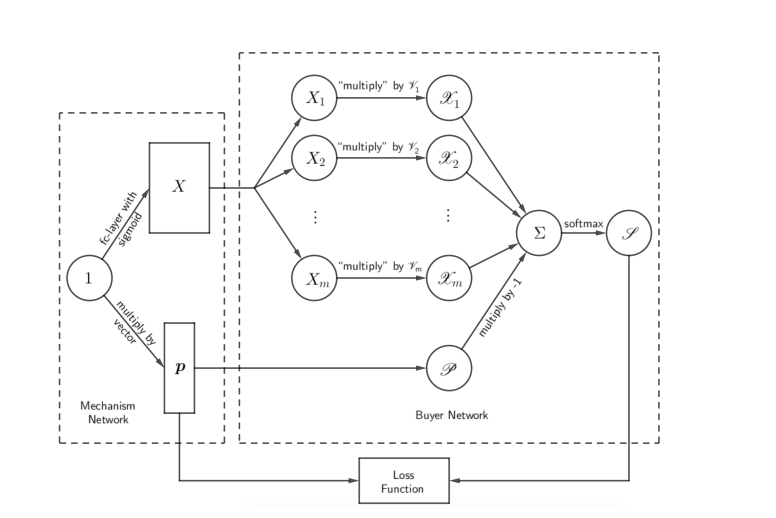 X₁
"multiply" by 𝒱₁
𝒳₁
X₂
"multiply" by 𝒱₂
𝒳₂
X
fc-layer with
sigmoid
⋮
⋮
Σ
softmax
𝒮
1
Xₘ
"multiply" by 𝒱ₘ
𝒳ₘ
multiply by
vector
multiply by -1
p
𝒫
Mechanism
Network
Buyer Network
Loss
Function